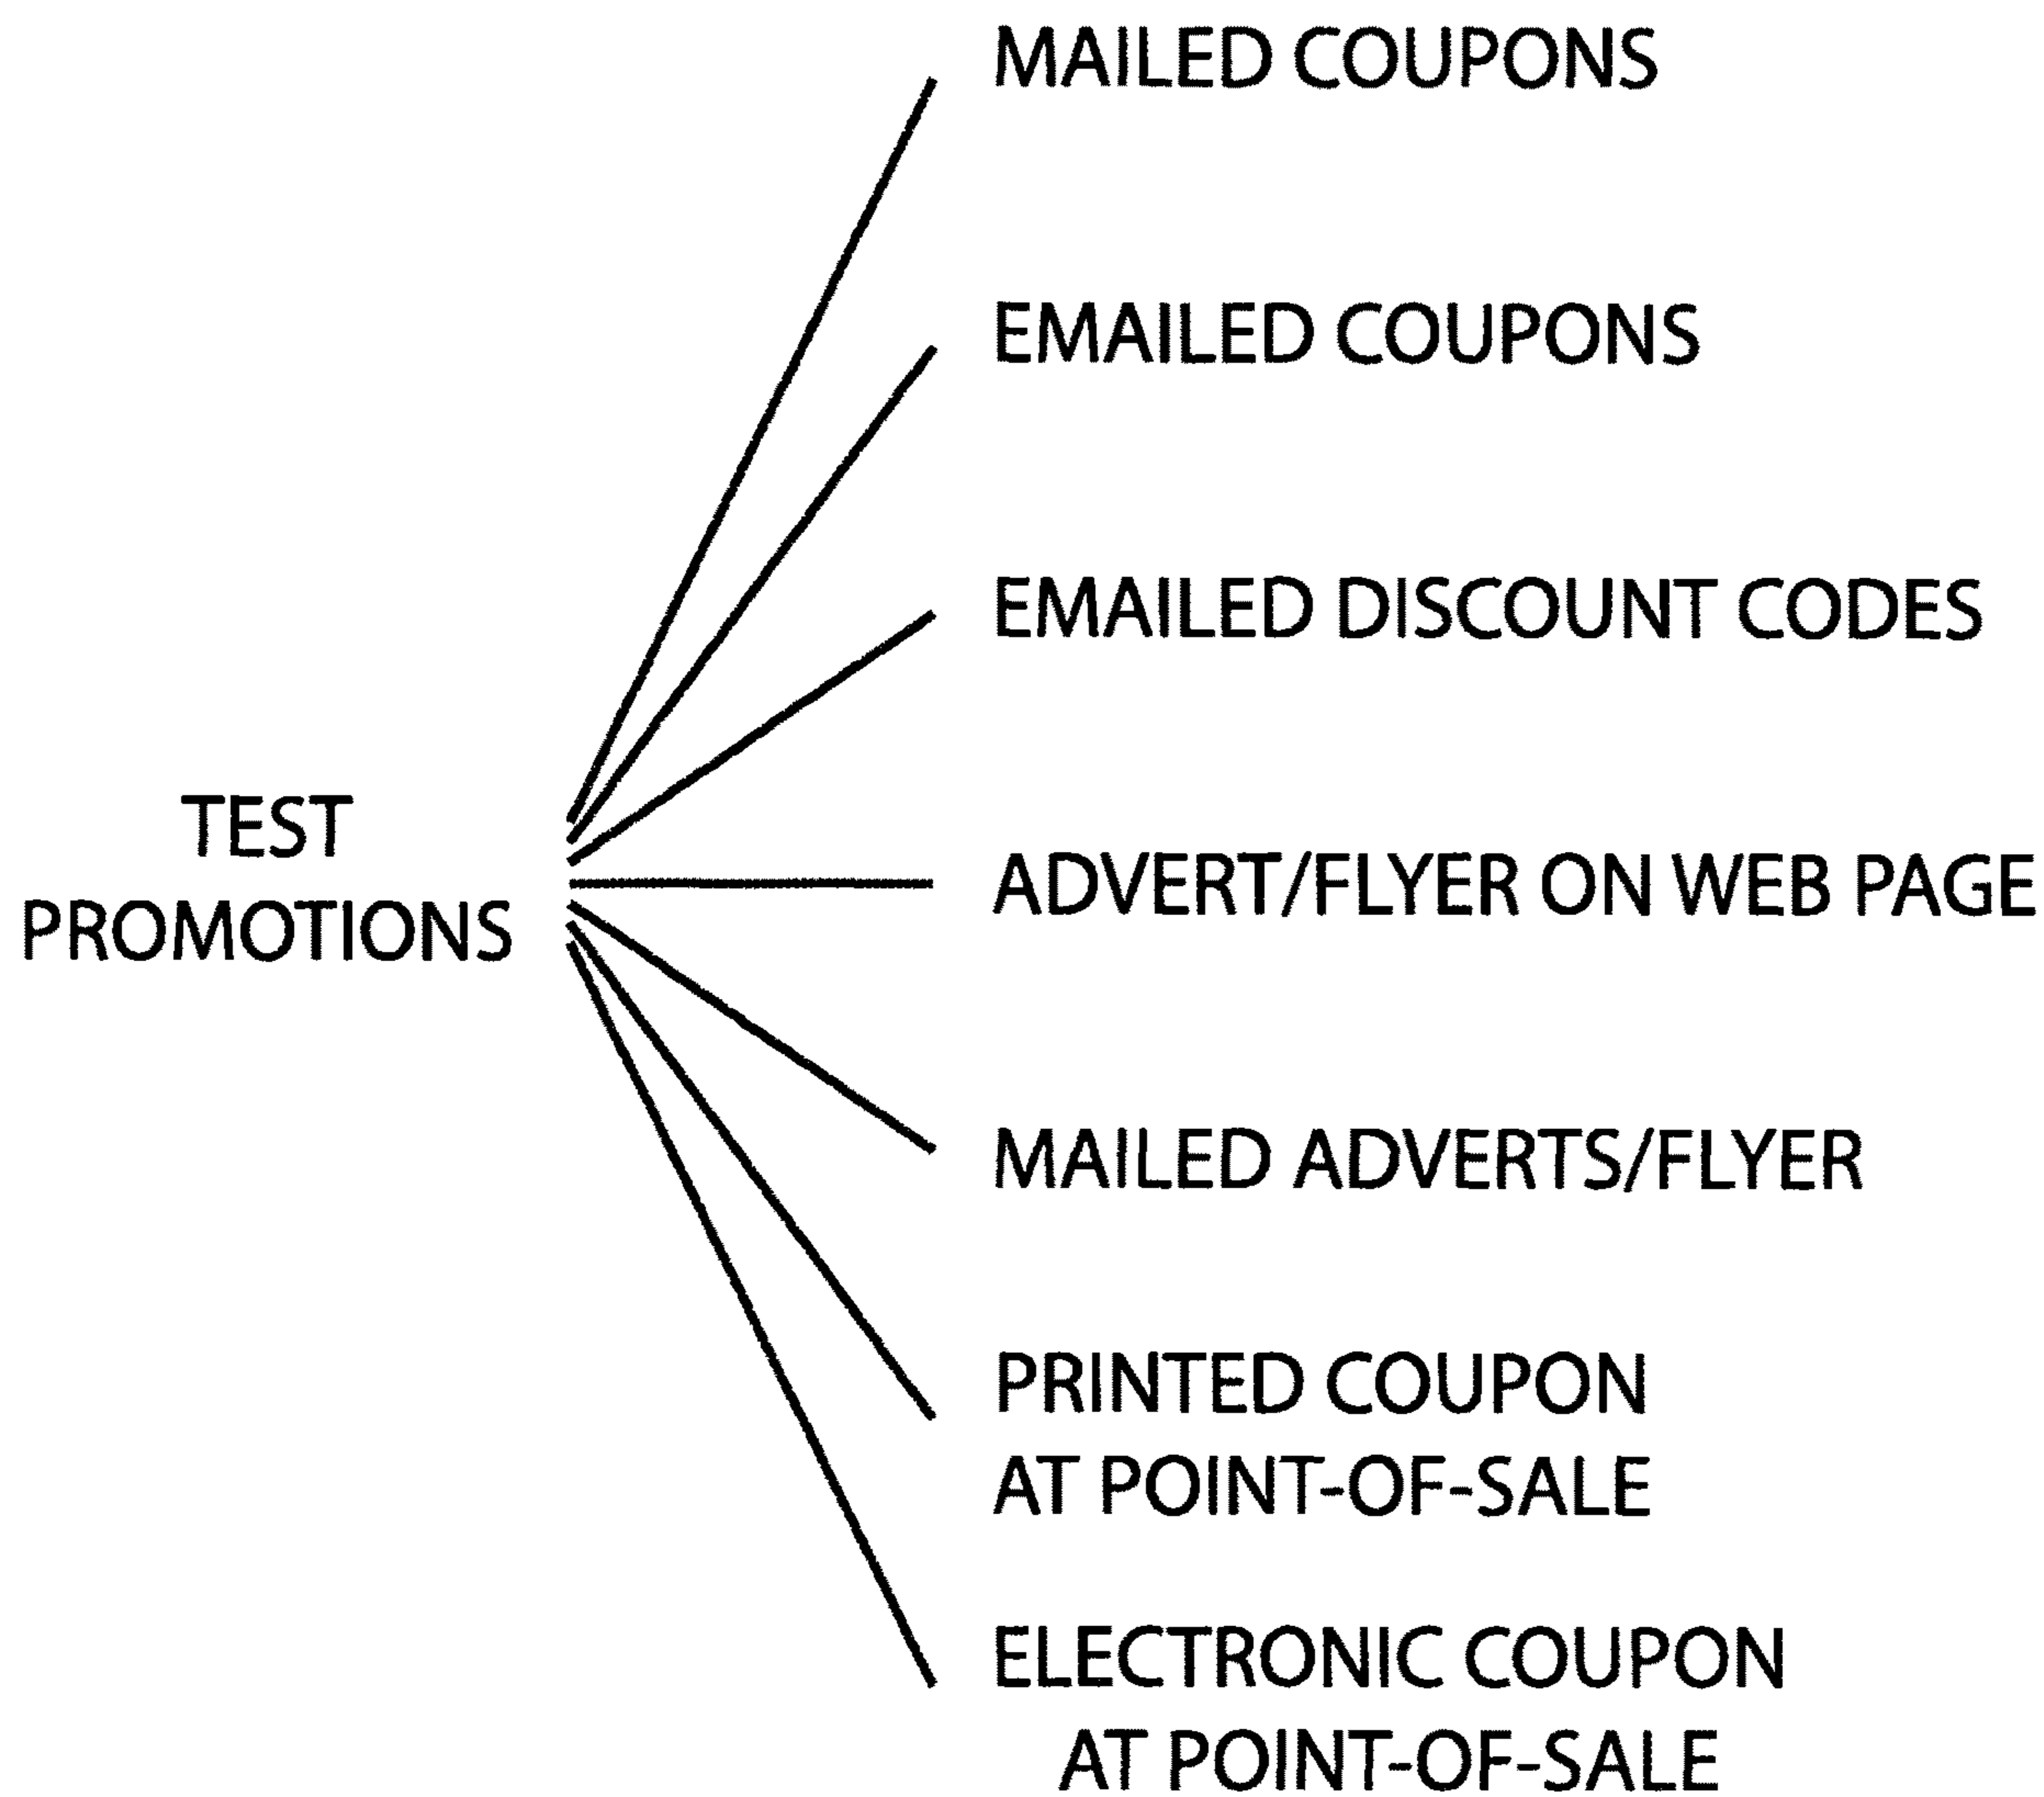 MAILED COUPONS
EMAILED COUPONS
EMAILED DISCOUNT CODES
TEST
PROMOTIONS
ADVERT/FLYER ON WEB PAGE
MAILED ADVERTS/FLYER
PRINTED COUPON
AT POINT-OF-SALE
ELECTRONIC COUPON
AT POINT-OF-SALE